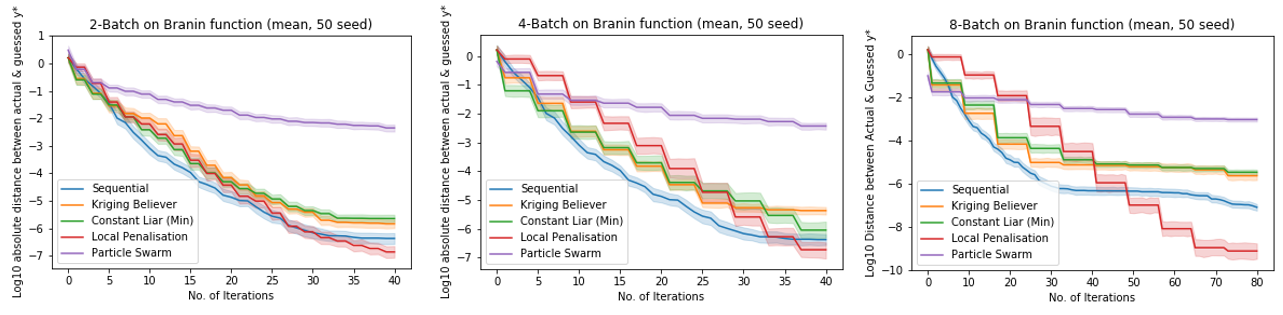 2-Batch on Branin function (mean, 50 seed)
Log10 absolute distance between actual & guessed y*
1
0
−1
−2
−3
−4
−5
−6
−7
Sequential
Kriging Believer
Constant Liar (Min)
Local Penalisation
Particle Swarm
0 5 10 15 20 25 30 35 40
No. of Iterations
4-Batch on Branin function (mean, 50 seed)
Log10 absolute distance between actual & guessed y*
0
−1
−2
−3
−4
−5
−6
−7
Sequential
Kriging Believer
Constant Liar (Min)
Local Penalisation
Particle Swarm
0 5 10 15 20 25 30 35 40
No. of Iterations
8-Batch on Branin function (mean, 50 seed)
Log10 Distance between Actual & Guessed y*
0
−2
−4
−6
−8
−10
Sequential
Kriging Believer
Constant Liar (Min)
Local Penalisation
Particle Swarm
0 10 20 30 40 50 60 70 80
No. of Iterations